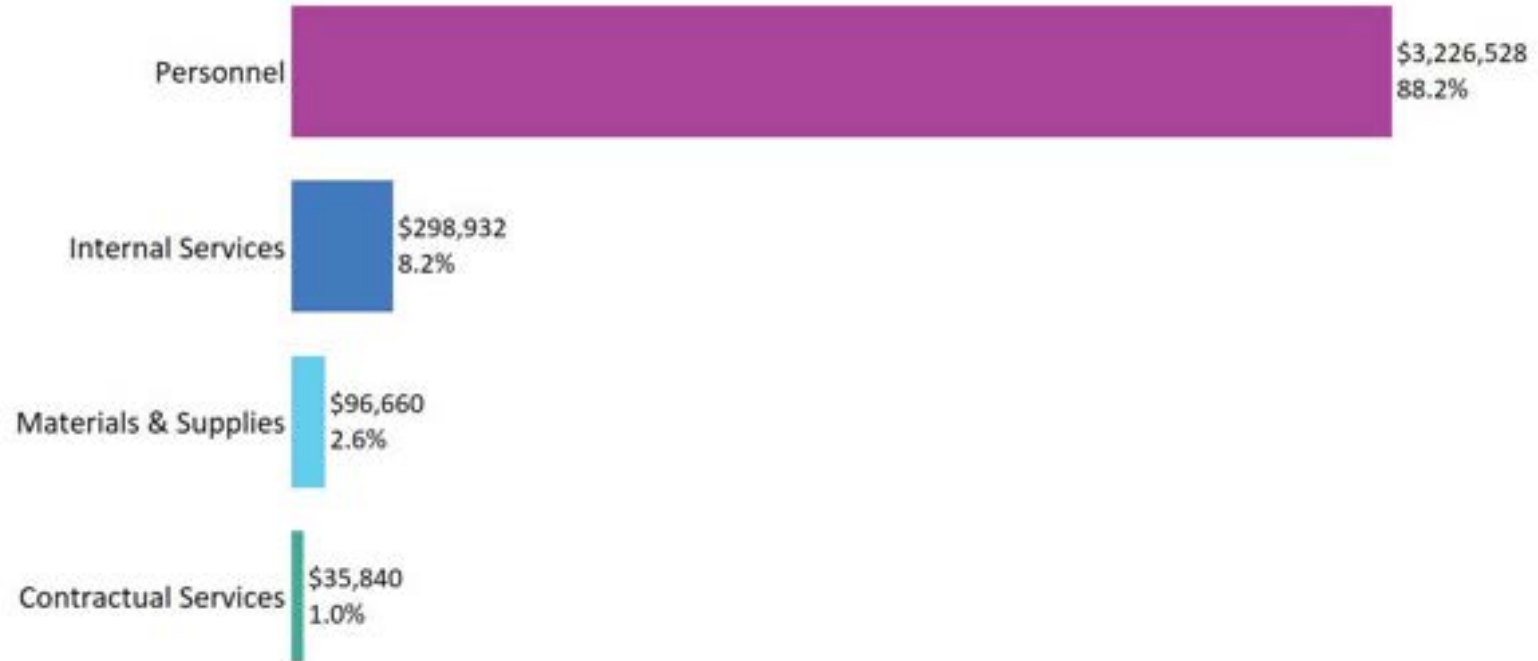 Personnel
$3,226,528
88.2%
Internal Services
$298,932
8.2%
Materials & Supplies
$96,660
2.6%
Contractual Services
$35,840
1.0%